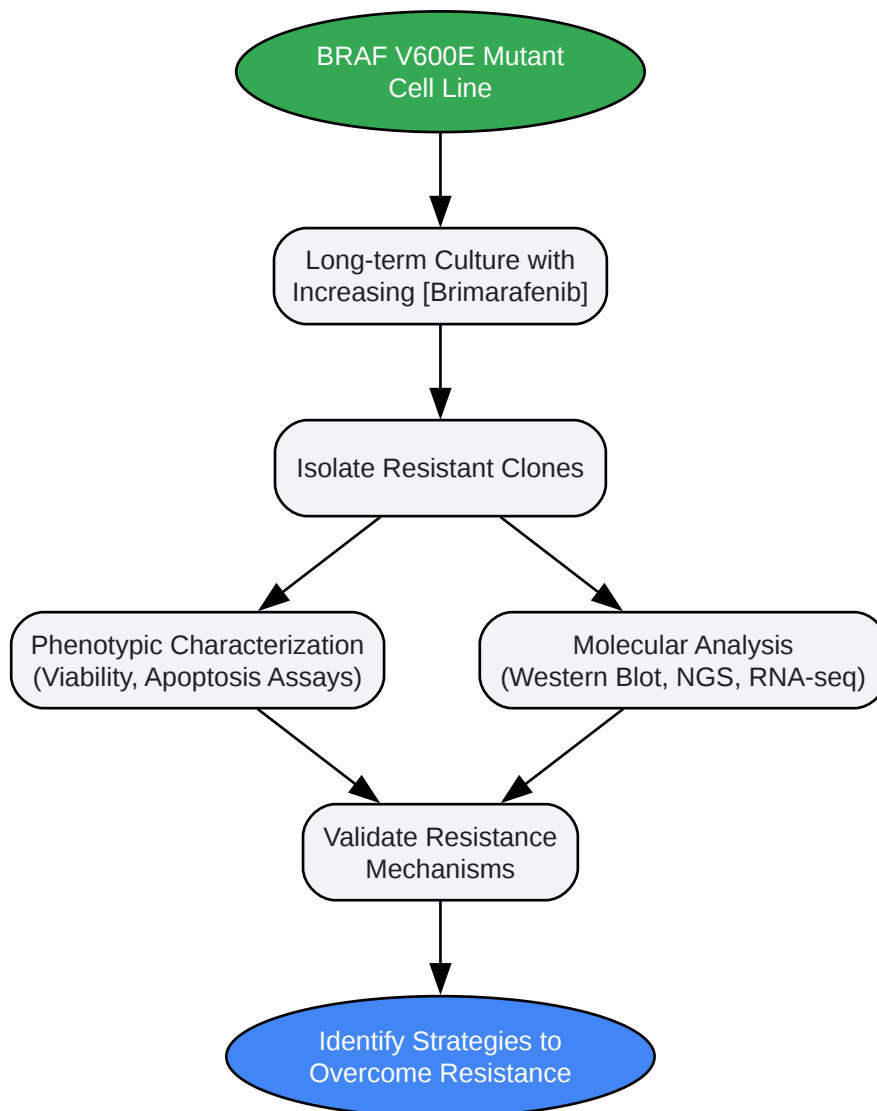 BRAF V600E Mutant
Cell Line
Long-term Culture with
Increasing [Brimarafenib]
Isolate Resistant Clones
Phenotypic Characterization
(Viability, Apoptosis Assays)
Molecular Analysis
(Western Blot, NGS, RNA-seq)
Validate Resistance
Mechanisms
Identify Strategies to
Overcome Resistance